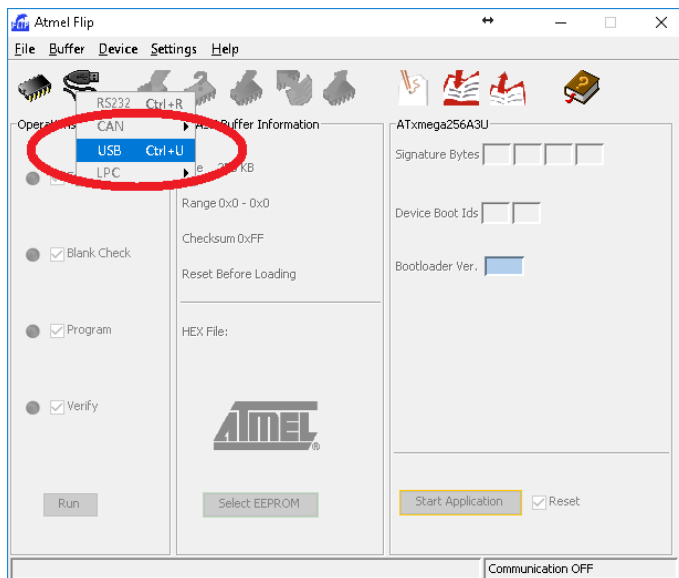 Atmel Flip
File Buffer Device Settings Help
RS232 Ctrl+R
CAN
USB Ctrl+U
LPC
Buffer Information
ATxmega256A3U
Signature Bytes
Range 0x0 - 0x0
Device Boot Ids
Checksum 0xFF
Blank Check
Reset Before Loading
Bootloader Ver.
Program
HEX File:
Verify
ATMEL
Run
Select EEPROM
Start Application
Reset
Communication OFF